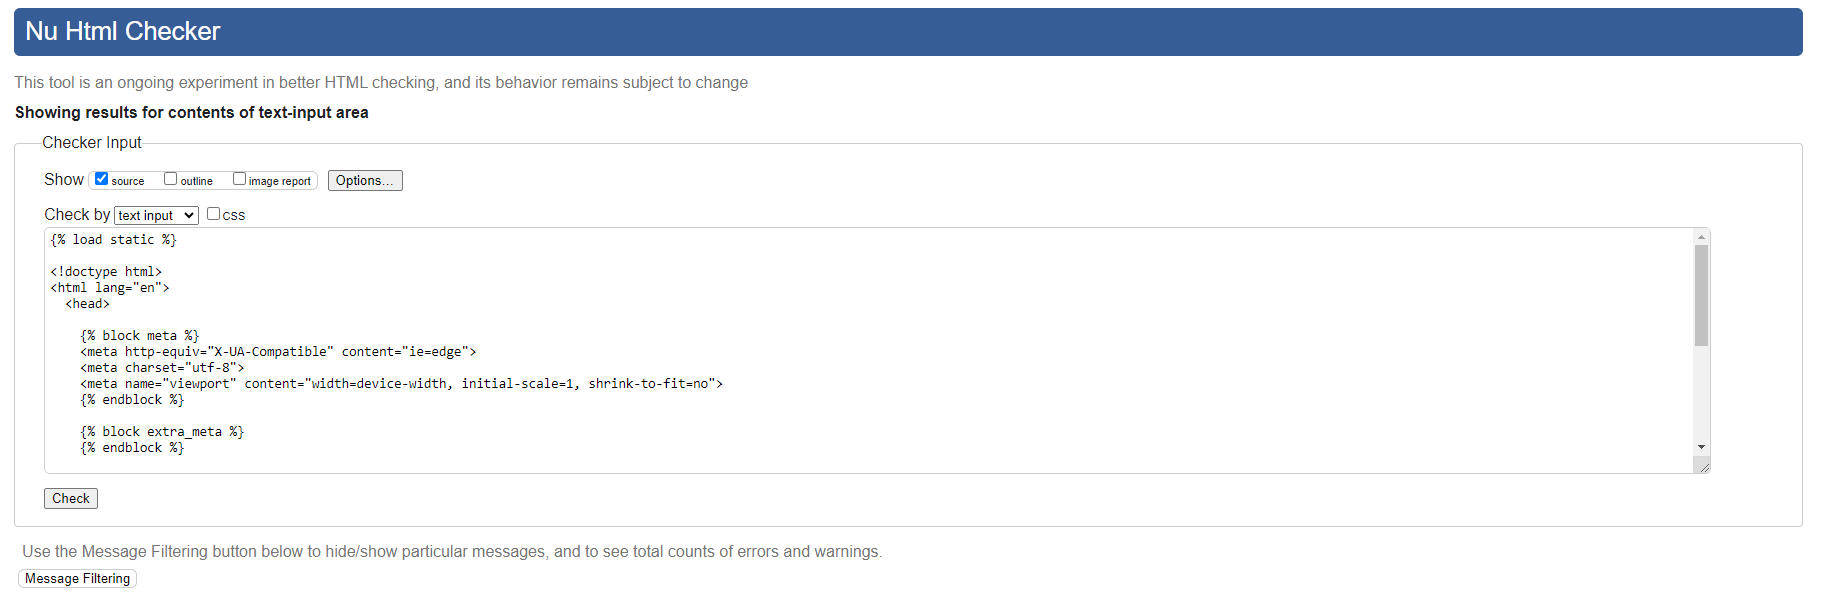 Nu Html Checker
This tool is an ongoing experiment in better HTML checking, and its behavior remains subject to change
Showing results for contents of text-input area
Checker Input
Show source outline image report Options...
Check by text input css
{% load static %}
<!doctype html>
<html lang="en">
<head>
{% block meta %}
<meta http-equiv="X-UA-Compatible" content="ie=edge">
<meta charset="utf-8">
<meta name="viewport" content="width=device-width, initial-scale=1, shrink-to-fit=no">
{% endblock %}
{% block extra_meta %}
{% endblock %}
Check
Use the Message Filtering button below to hide/show particular messages, and to see total counts of errors and warnings.
Message Filtering